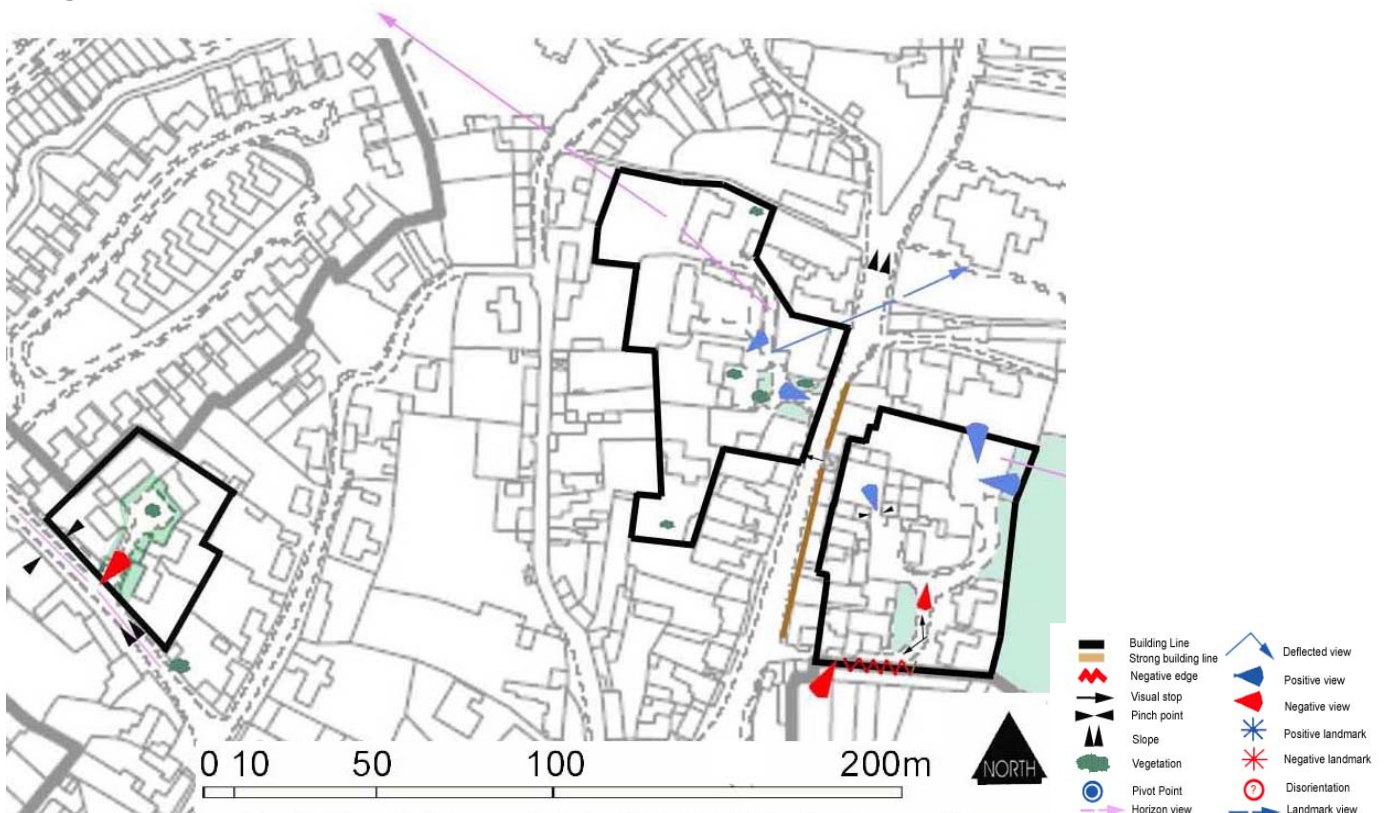 0 10 50 100 200m
NORTH
Building Line
Strong building line
Negative edge
Visual stop
Pinch point
Slope
Vegetation
Pivot Point
Horizon view
Deflected view
Positive view
Negative view
Positive landmark
Negative landmark
?
Disorientation
Landmark view